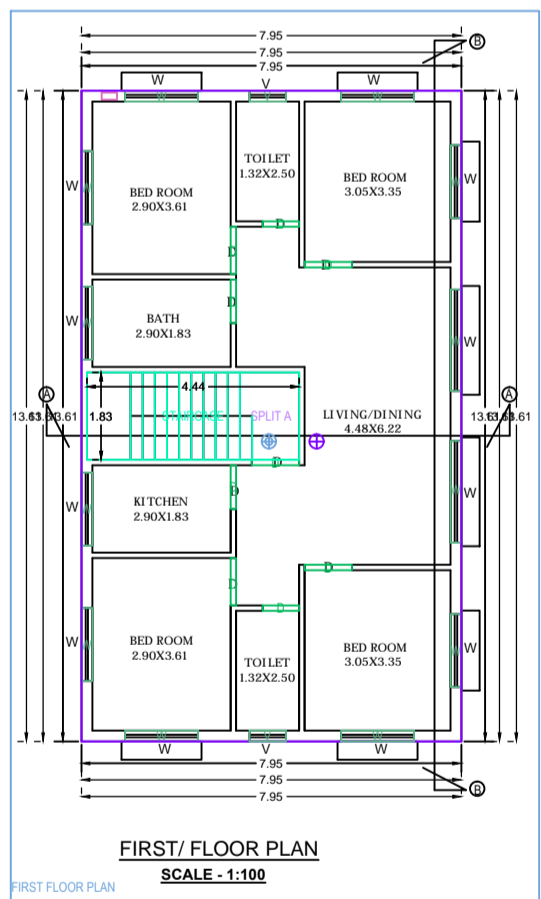 7.95
B
7.95
7.95
W
W
V
W
W
TOILET
1.32X2.50
BED ROOM
3.05X3.35
BED ROOM
2.90X3.61
W
W
D
D
D
D
BATH
2.90X1.83
W
W
4.44
A
A
1.83
STAIRCASE
SPLIT A
LIVING/DINING
4.48X6.22
D
D
KITCHEN
2.90X1.83
W
W
D
D
D
BED ROOM
2.90X3.61
W
BED ROOM
3.05X3.35
W
TOILET
1.32X2.50
W
V
W
7.95
7.95
B
7.95
FIRST/ FLOOR PLAN
SCALE - 1:100
FIRST FLOOR PLAN